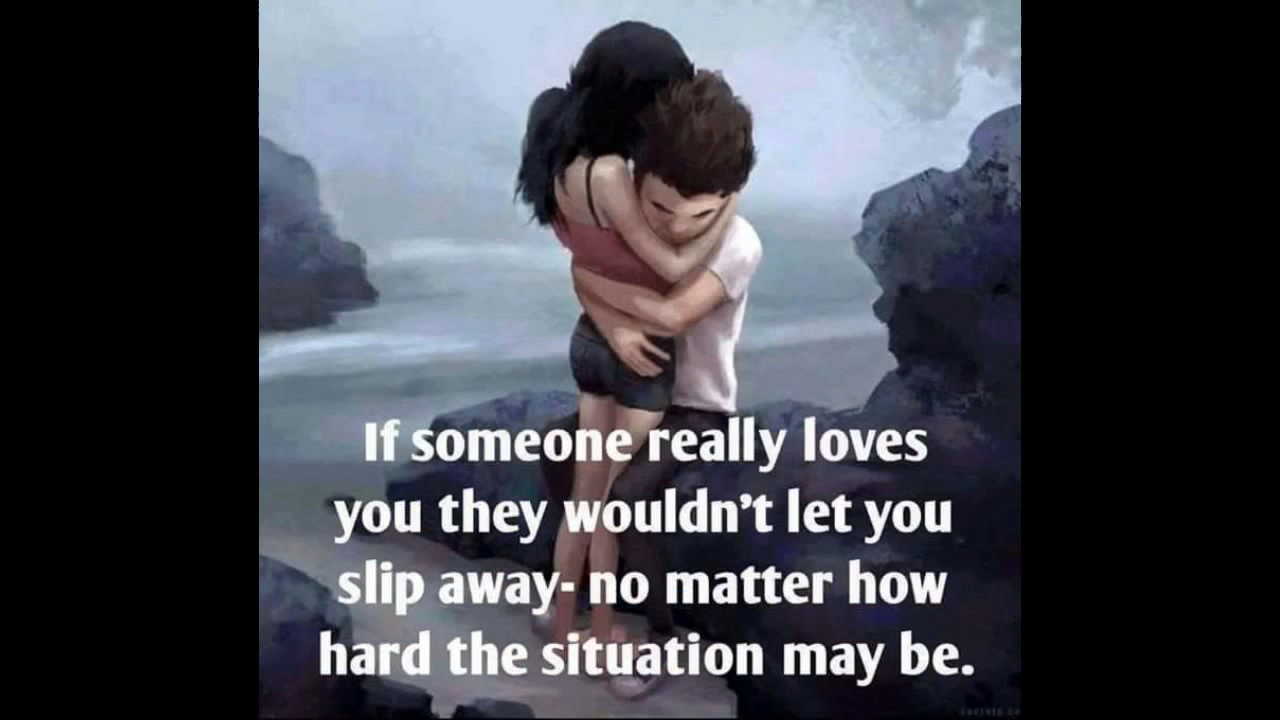 If someone really loves
you they wouldn't let you
slip away- no matter how
hard the situation may be.